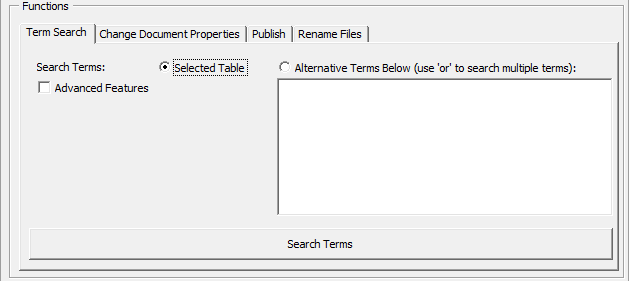 Functions
Term Search Change Document Properties Publish Rename Files
Search Terms: Selected Table Alternative Terms Below (use 'or' to search multiple terms):
Advanced Features
Search Terms